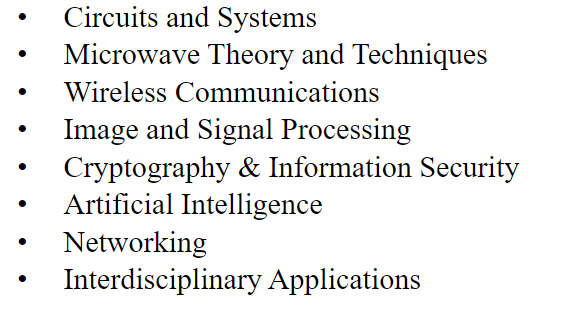 • Circuits and Systems
• Microwave Theory and Techniques
• Wireless Communications
• Image and Signal Processing
• Cryptography & Information Security
• Artificial Intelligence
• Networking
• Interdisciplinary Applications